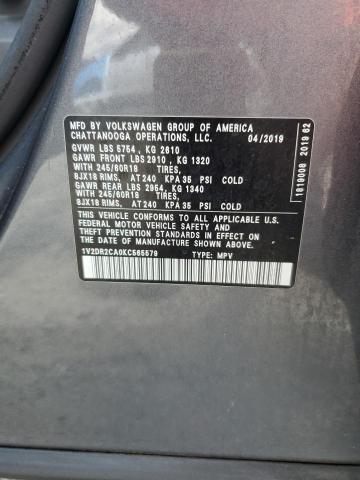 MFD BY VOLKSWAGEN GROUP OF AMERICA
CHATTANOOGA OPERATIONS, LLC. 04/2019
GVWR LBS 5754 , KG 2610
GAWR FRONT LBS 2910 , KG 1320
WITH 245/60R18 TIRES,
8JX18 RIMS, AT 240 KPA 35 PSI COLD
GAWR REAR LBS 2954, KG 1340
WITH 245/60R18 TIRES,
8JX18 RIMS, AT 240 KPA 35 PSI COLD
THIS VEHICLE CONFORMS TO ALL APPLICABLE U.S.
FEDERAL MOTOR VEHICLE SAFETY, BUMPER, AND
THEFT PREVENTION STANDARDS IN EFFECT ON THE
DATE OF MANUFACTURE SHOWN ABOVE.
1V2DR2CA0KC565579 TYPE: MPV
1819008 2019 62